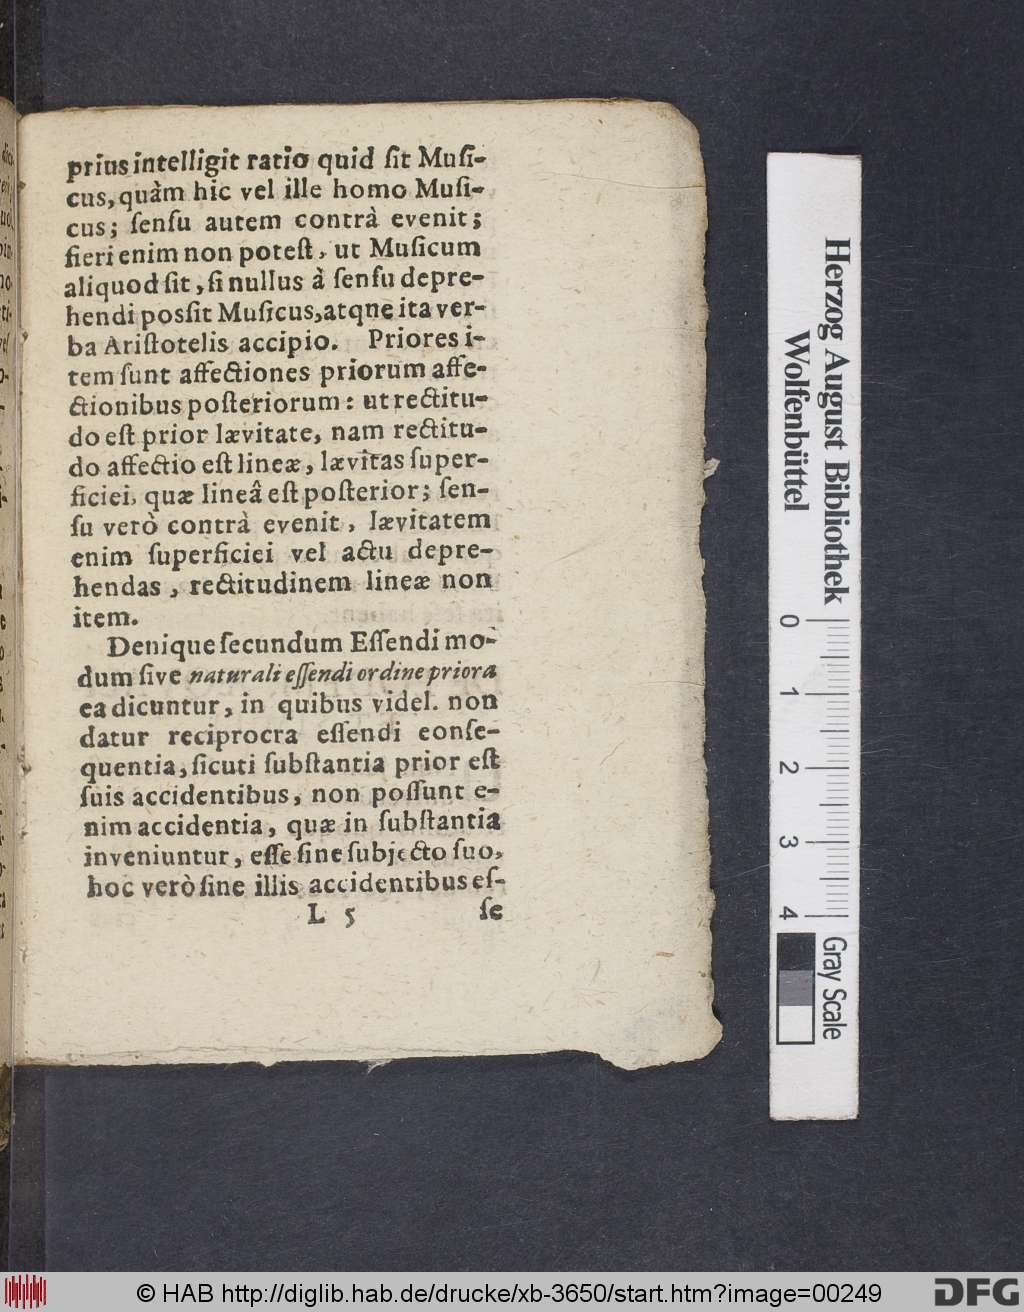 prius intelligit ratio quid ſit Muſi-
cus, quàm hic vel ille homo Muſi-
cus; ſenſu autem contrà evenit;
fieri enim non poteſt, ut Muſicum
aliquod ſit, ſi nullus à ſenſu depre-
hendi posſit Muſicus, atqne ita ver-
ba Ariſtotelis accipio. Priores i-
tem ſunt affectiones priorum affe-
ctionibus poſteriorum: ut rectitu-
do eſt prior lævitate, nam rectitu-
do affectio eſt lineæ, lævitas ſuper-
ficiei, quæ lineâ eſt poſterior; ſen-
ſu verò contrà evenit, lævitatem
enim ſuperficiei vel actu depre-
hendas, rectitudinem lineæ non
item.
Denique ſecundum Eſſendi mo-
dum ſive naturali eſſendi ordine priora
ea dicuntur, in quibus videl. non
datur reciprocra eſſendi eonſe-
quentia, ſicuti ſubſtantia prior eſt
ſuis accidentibus, non poſſunt e-
nim accidentia, quæ in ſubſtantia
inveniuntur, eſſe ſine ſubjecto ſuo,
hoc verò ſine illis accidentibus eſ-
L 5 ſe
Herzog August Bibliothek
Wolfenbüttel
0 1 2 3 4
Gray Scale
© HAB http://diglib.hab.de/drucke/xb-3650/start.htm?image=00249
DFG